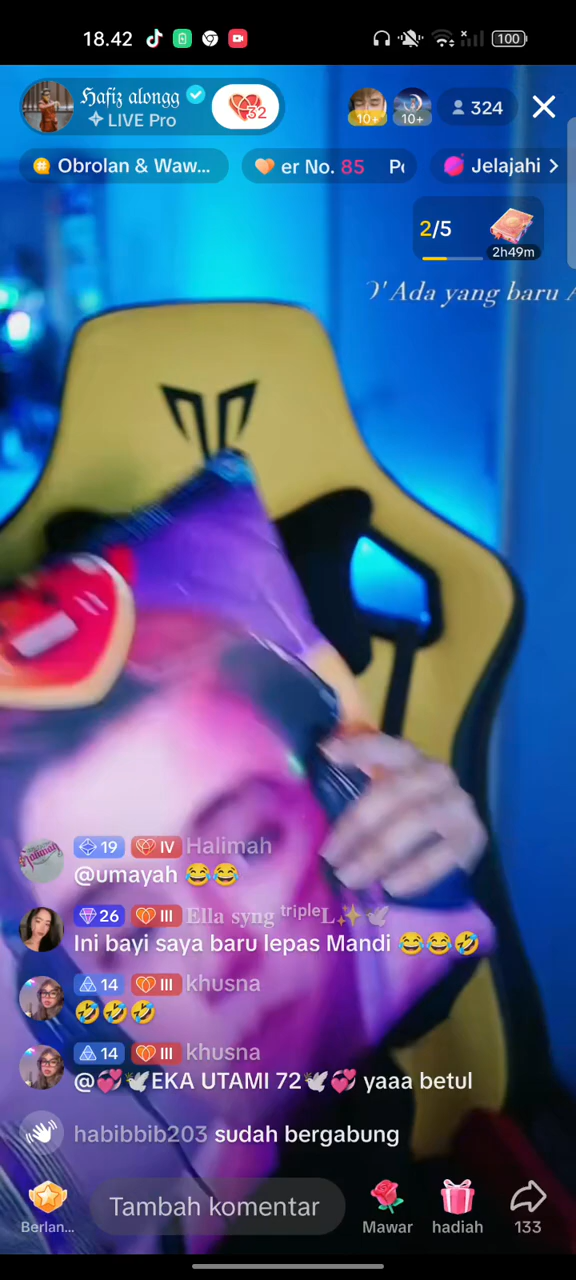 18.42
100
ℌafiz alongg
LIVE Pro
32
10+
10+
324
Obrolan & Waw...
er No. 85
Jelajahi
2/5
2h49m
Ada yang baru
19 IV Halimah
@umayah 😂😂
26 III Ella syng ᵗʳⁱᵖˡᵉL✨🕊
Ini bayi saya baru lepas Mandi 😂😂🤣
14 III khusna
🤣🤣🤣
14 III khusna
@💞🕊EKA UTAMI 72🕊💞 yaaa betul
habibbib203 sudah bergabung
Tambah komentar
Berlan...
Mawar
hadiah
133